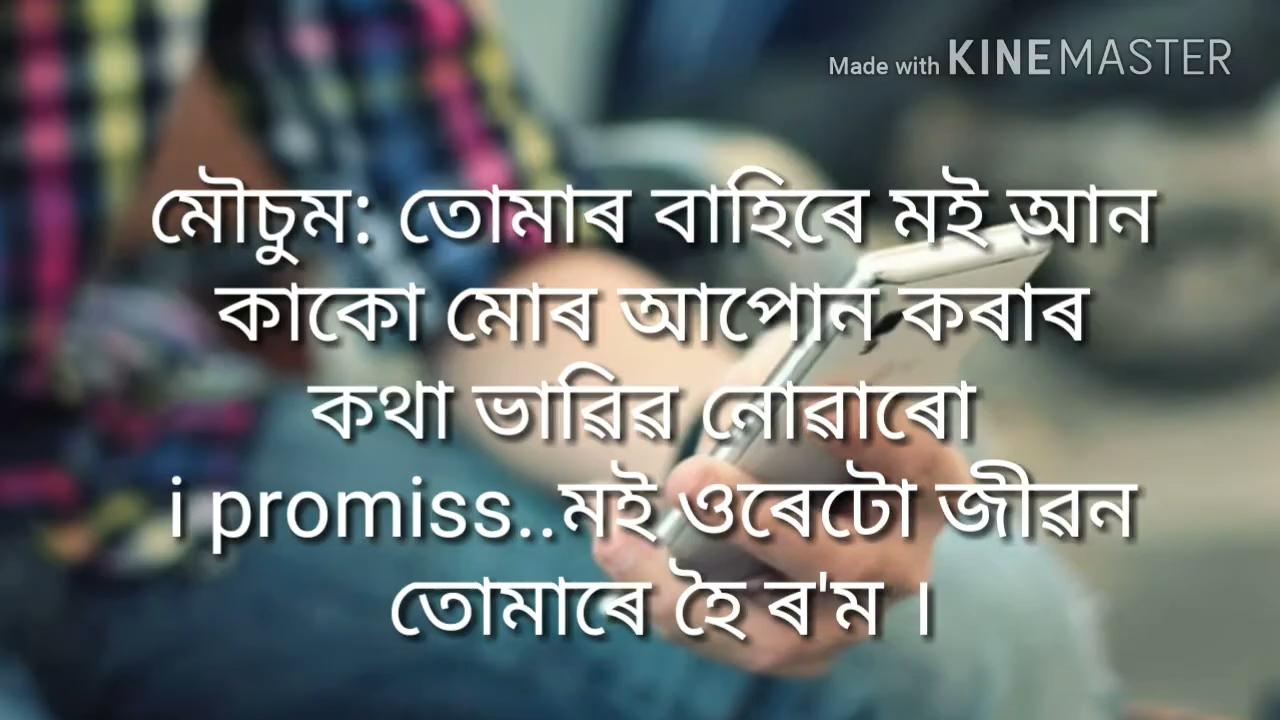 Made with KINEMASTER
মৌচুম: তোমাৰ বাহিৰে মই আন
কাকো মোৰ আপোন কৰাৰ
কথা ভাৱিৱ নোৱাৰো
i promiss..মই ওৰেটো জীৱন
তোমাৰে হৈ ৰ'ম ।